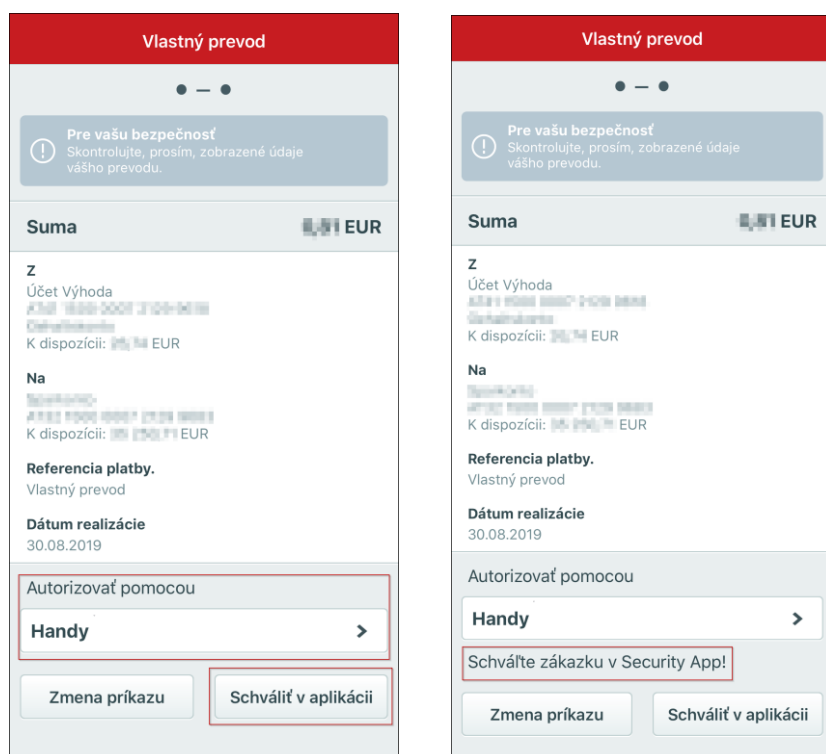 Vlastný prevod
Pre vašu bezpečnosť
Skontrolujte, prosím, zobrazené údaje
vášho prevodu.
Suma EUR
Z
Účet Výhoda
K dispozícii: EUR
Na
K dispozícii: EUR
Referencia platby.
Vlastný prevod
Dátum realizácie
30.08.2019
Autorizovať pomocou
Handy
Zmena príkazu
Schváliť v aplikácii
Vlastný prevod
Pre vašu bezpečnosť
Skontrolujte, prosím, zobrazené údaje
vášho prevodu.
Suma EUR
Z
Účet Výhoda
K dispozícii: EUR
Na
K dispozícii: EUR
Referencia platby.
Vlastný prevod
Dátum realizácie
30.08.2019
Autorizovať pomocou
Handy
Schváľte zákazku v Security App!
Zmena príkazu
Schváliť v aplikácii